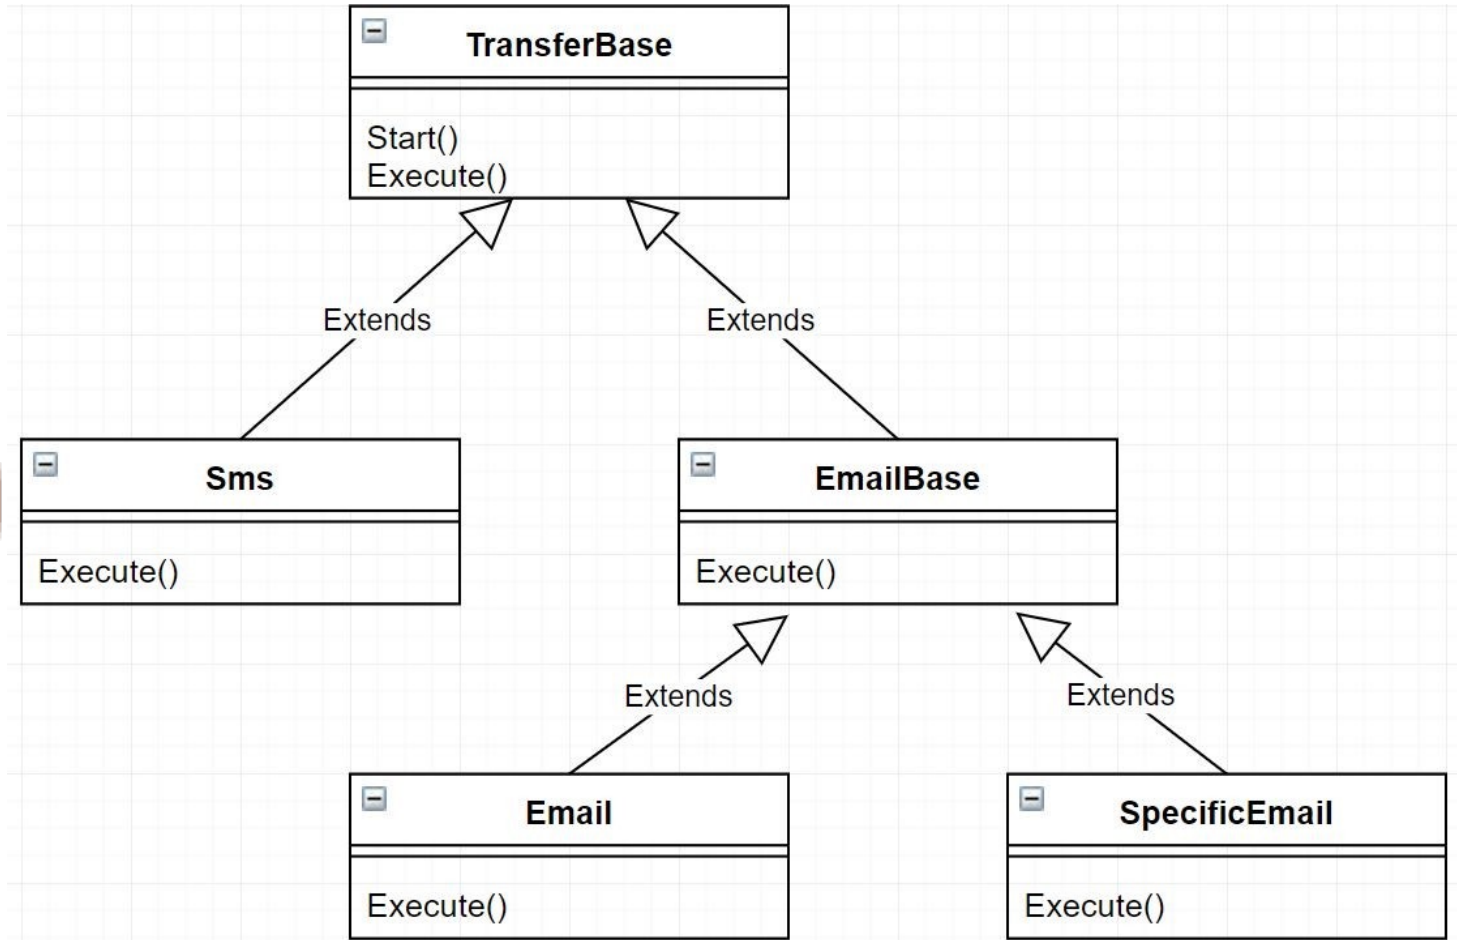 TransferBase
Start()
Execute()
Extends
Extends
Sms
Execute()
EmailBase
Execute()
Extends
Extends
Email
Execute()
SpecificEmail
Execute()